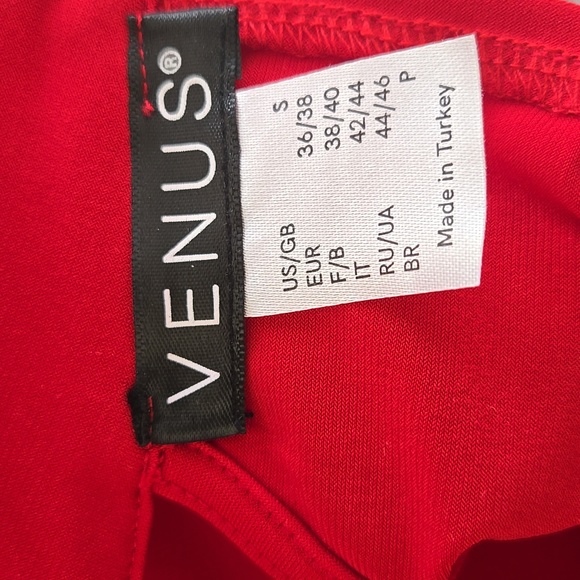 VENUS®
US/GB S
EUR 36/38
F/B 38/40
IT 42/44
RU/UA 44/46
BR P
Made in Turkey